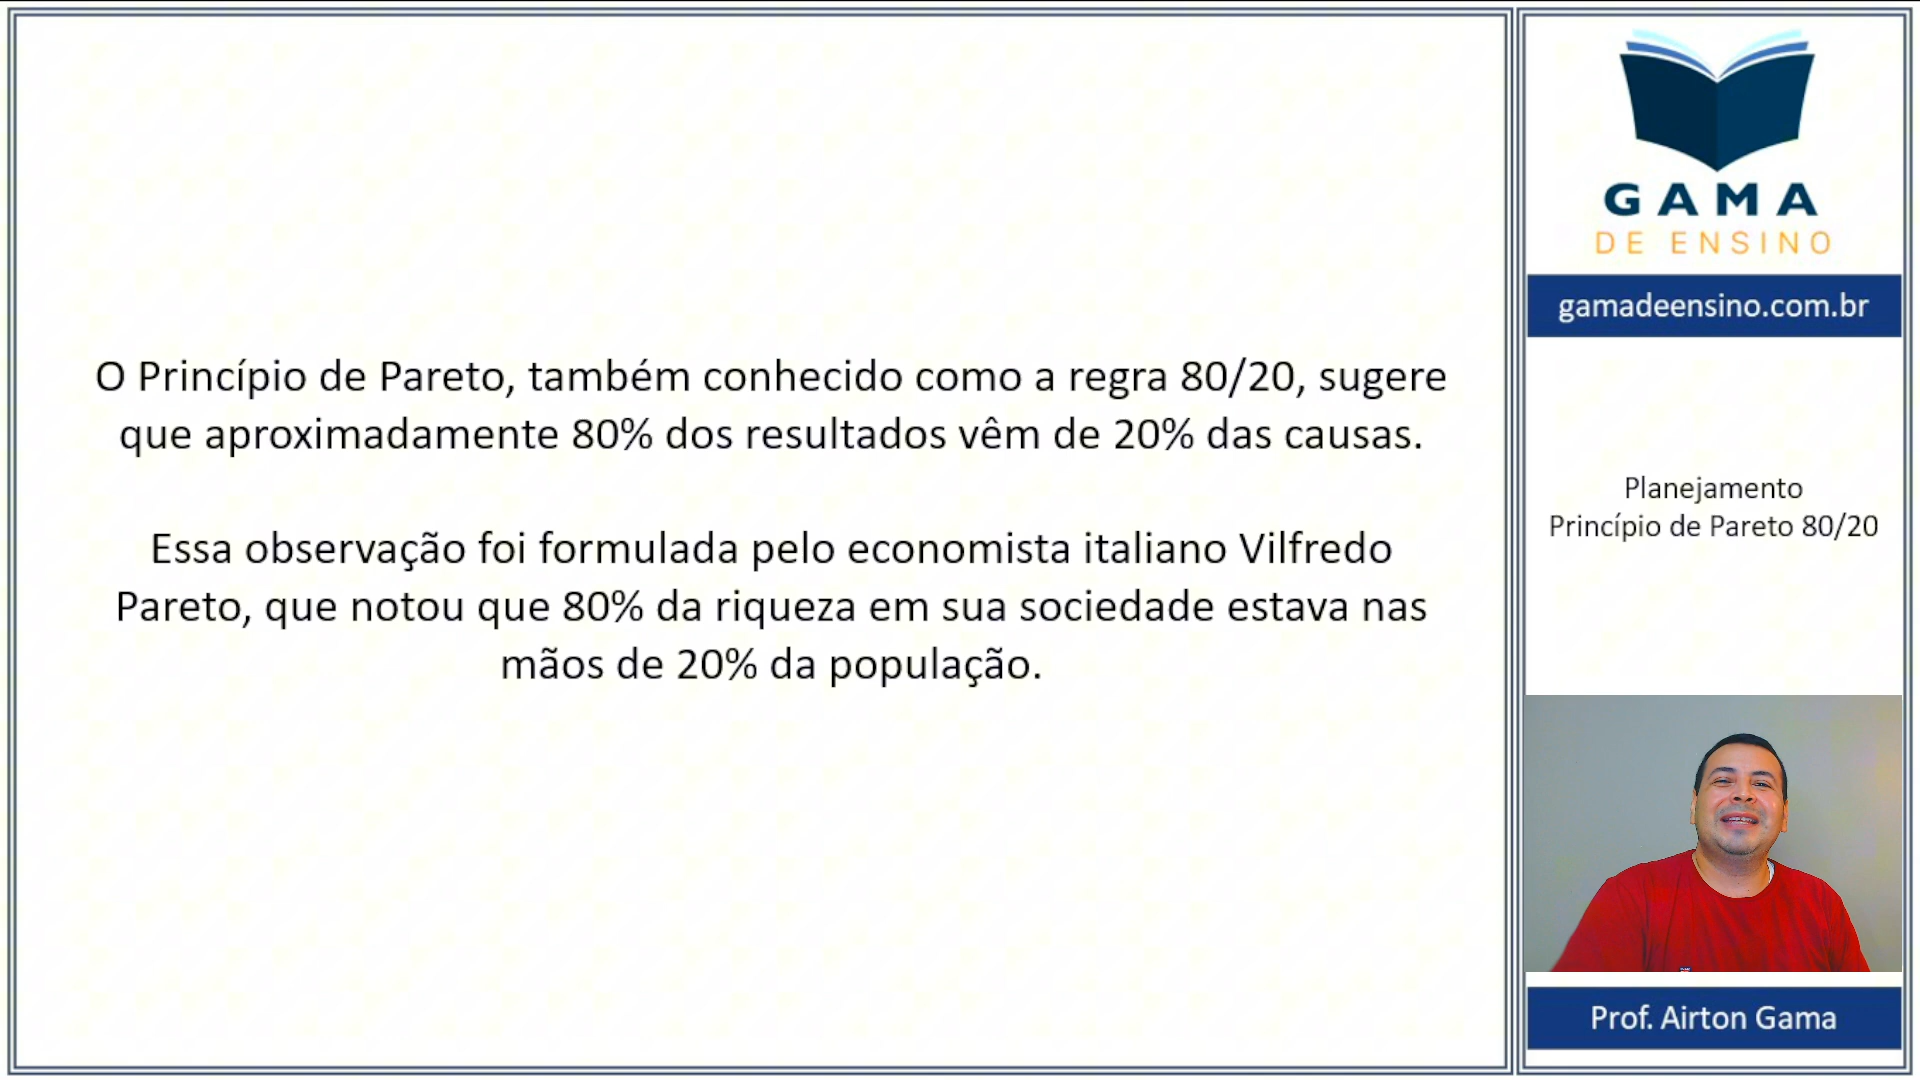 O Princípio de Pareto, também conhecido como a regra 80/20, sugere
que aproximadamente 80% dos resultados vêm de 20% das causas.
Essa observação foi formulada pelo economista italiano Vilfredo
Pareto, que notou que 80% da riqueza em sua sociedade estava nas
mãos de 20% da população.
GAMA
DE ENSINO
gamadeensino.com.br
Planejamento
Princípio de Pareto 80/20
Prof. Airton Gama